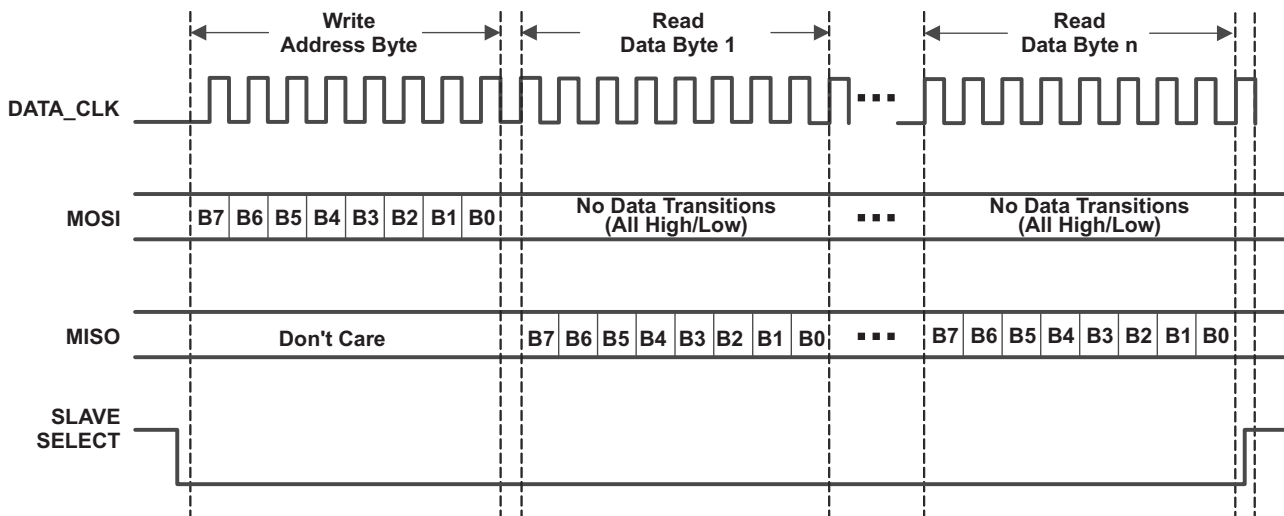 Write
Address Byte
Read
Data Byte 1
Read
Data Byte n
DATA_CLK
MOSI
B7 B6 B5 B4 B3 B2 B1 B0
No Data Transitions
(All High/Low)
No Data Transitions
(All High/Low)
MISO
Don't Care
B7 B6 B5 B4 B3 B2 B1 B0
B7 B6 B5 B4 B3 B2 B1 B0
SLAVE
SELECT